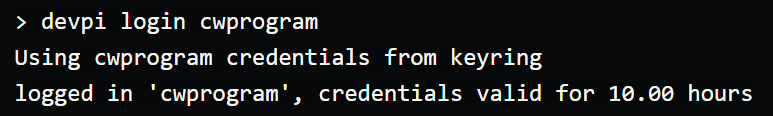 > devpi login cwprogram
Using cwprogram credentials from keyring
logged in 'cwprogram', credentials valid for 10.00 hours